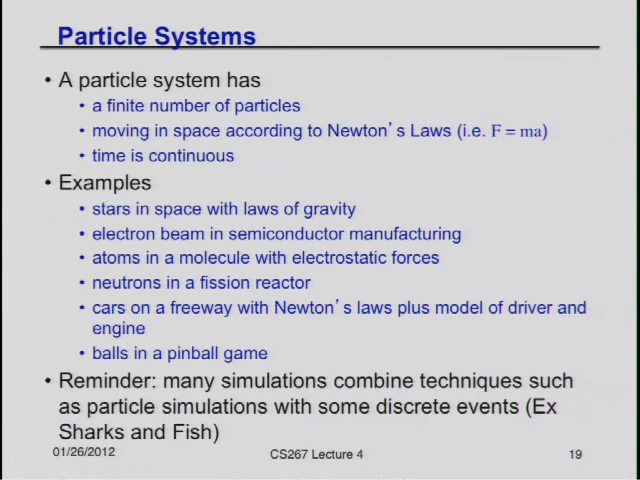 Particle Systems
• A particle system has
• a finite number of particles
• moving in space according to Newton's Laws (i.e. F = ma)
• time is continuous
• Examples
• stars in space with laws of gravity
• electron beam in semiconductor manufacturing
• atoms in a molecule with electrostatic forces
• neutrons in a fission reactor
• cars on a freeway with Newton's laws plus model of driver and
engine
• balls in a pinball game
• Reminder: many simulations combine techniques such
as particle simulations with some discrete events (Ex
Sharks and Fish)
01/26/2012
CS267 Lecture 4
19